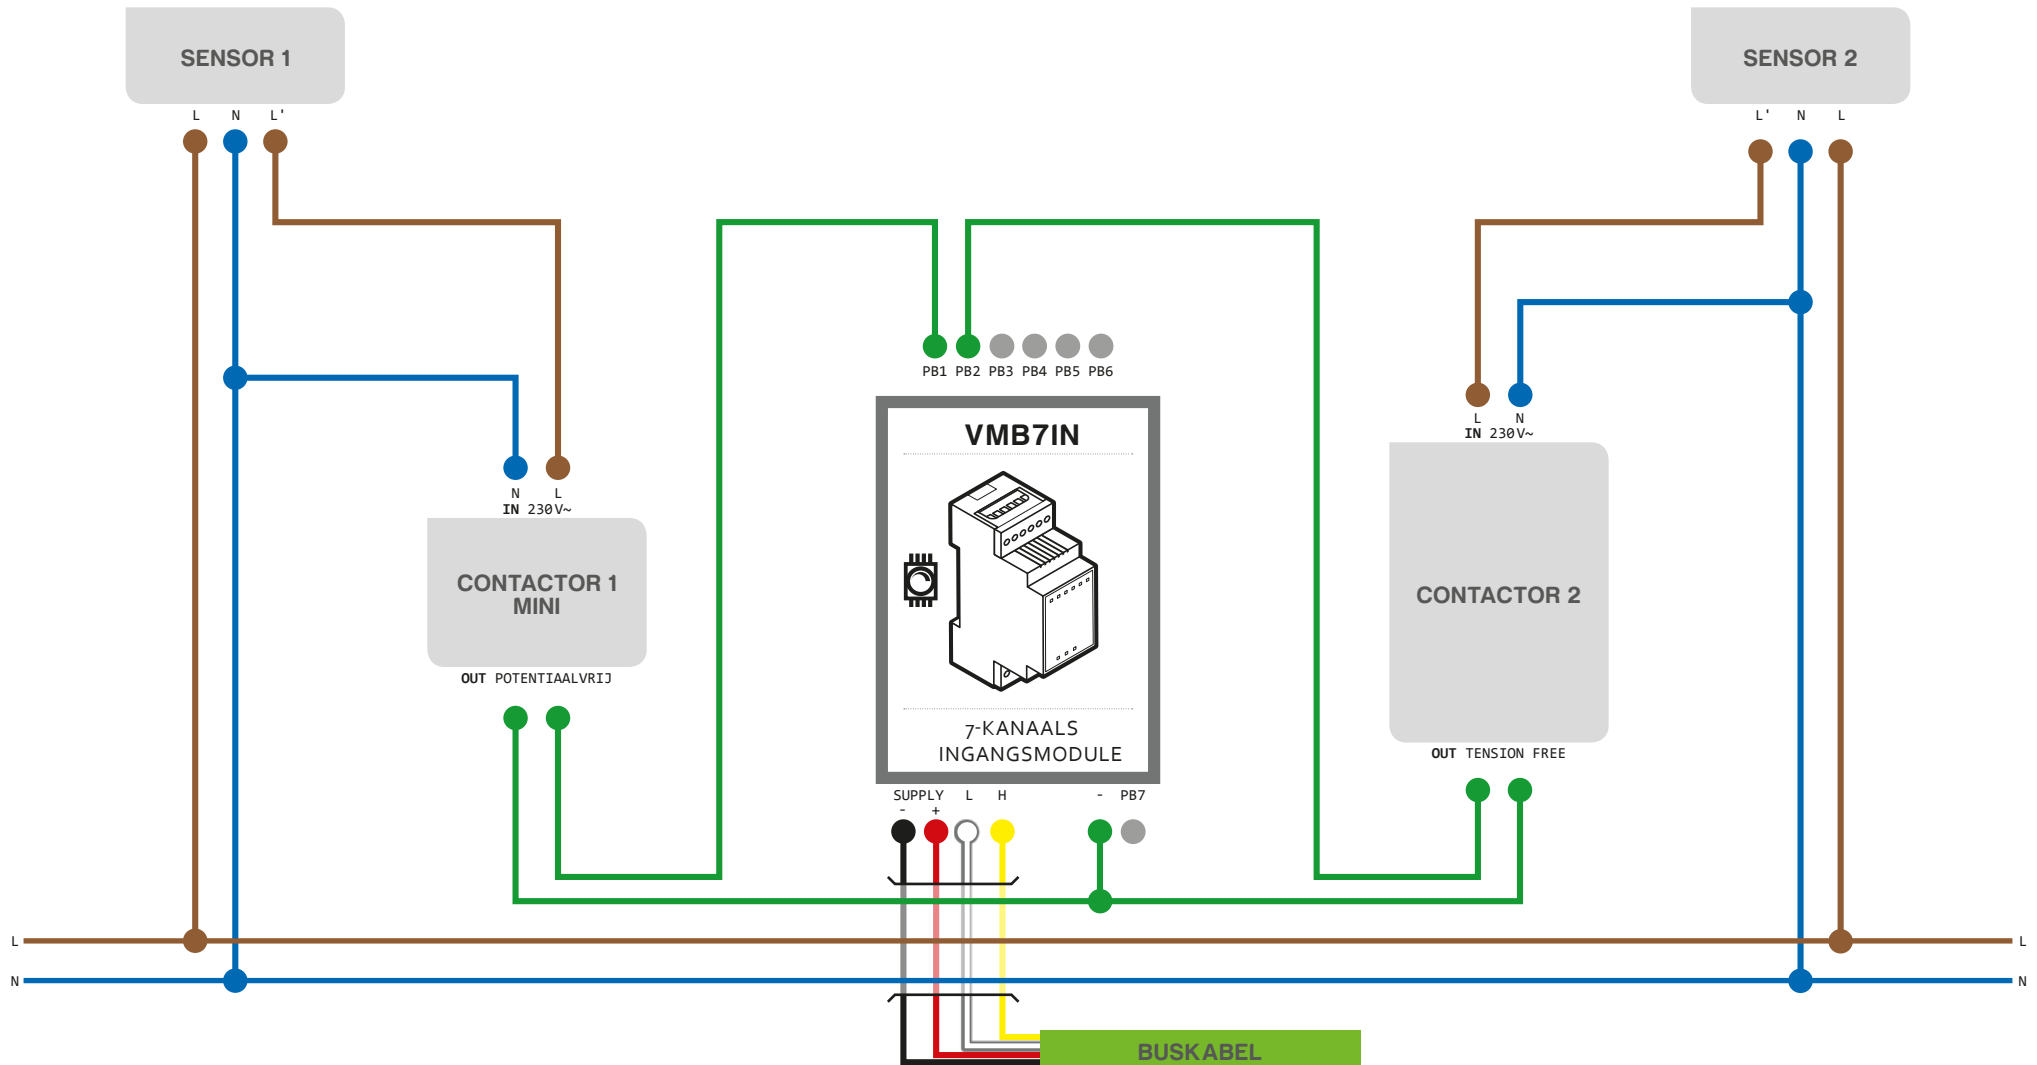 SENSOR 1
SENSOR 2
L N L'
L' N L
PB1 PB2 PB3 PB4 PB5 PB6
L N
IN 230V~
VMB7IN
N L
IN 230V~
CONTACTOR 1
MINI
CONTACTOR 2
OUT POTENTIAALVRIJ
7-KANAALS
INGANGSMODULE
OUT TENSION FREE
SUPPLY L H - PB7
- +
L L
N N
BUSKABEL